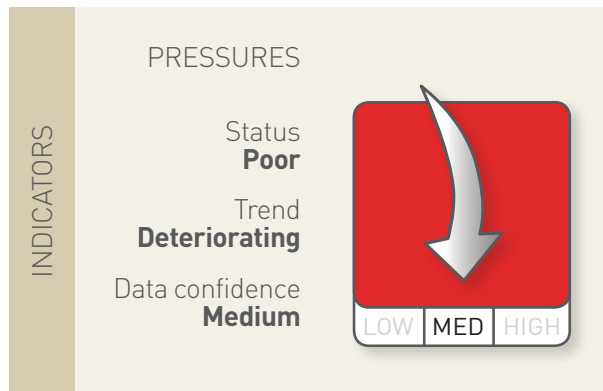 INDICATORS
PRESSURES
Status
Poor
Trend
Deteriorating
Data confidence
Medium
LOW MED HIGH